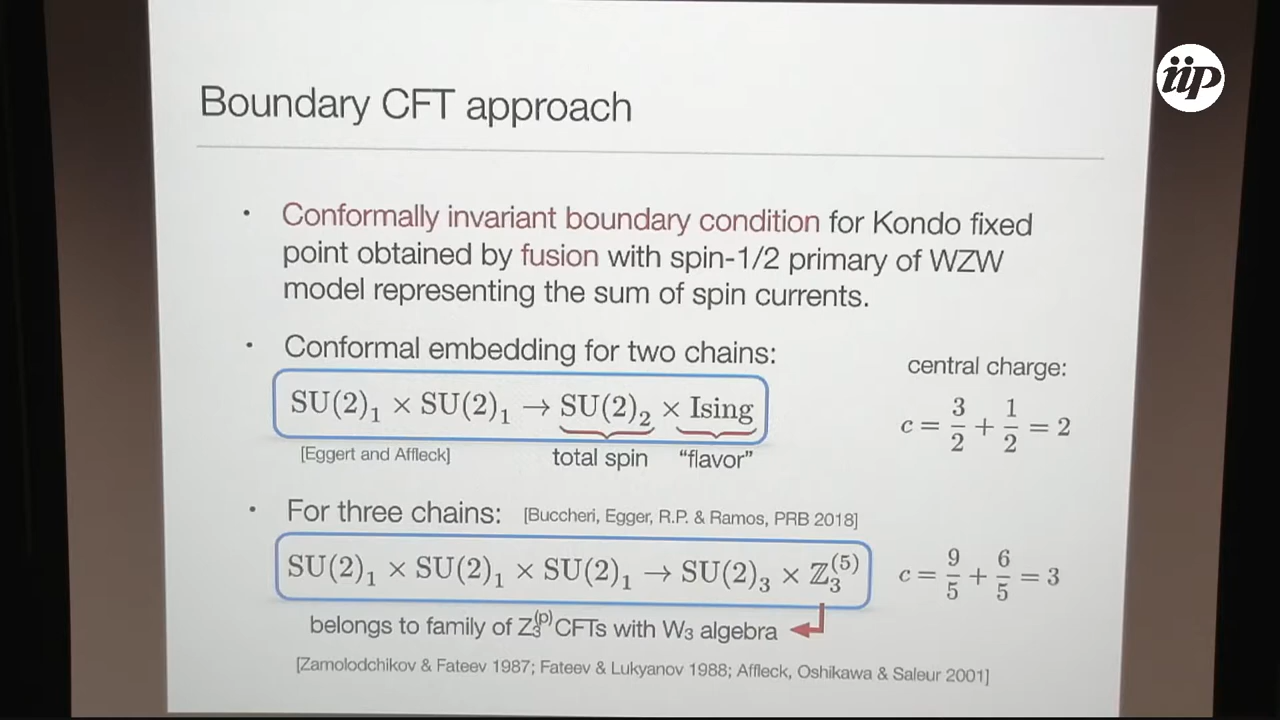 iip
Boundary CFT approach
• Conformally invariant boundary condition for Kondo fixed
point obtained by fusion with spin-1/2 primary of WZW
model representing the sum of spin currents.
• Conformal embedding for two chains:
central charge:
SU(2)₁ × SU(2)₁ → SU(2)₂ × Ising
c = 3/2 + 1/2 = 2
[Eggert and Affleck]
total spin "flavor"
• For three chains: [Buccheri, Egger, R.P. & Ramos, PRB 2018]
SU(2)₁ × SU(2)₁ × SU(2)₁ → SU(2)₃ × ℤ₃⁽⁵⁾
c = 9/5 + 6/5 = 3
belongs to family of Z₃⁽ᵖ⁾ CFTs with W₃ algebra
[Zamolodchikov & Fateev 1987; Fateev & Lukyanov 1988; Affleck, Oshikawa & Saleur 2001]